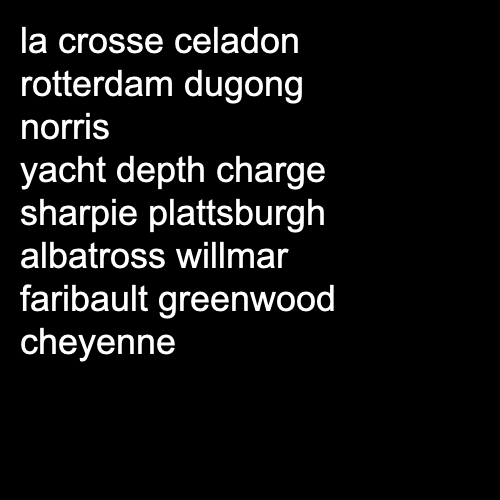 la crosse celadon
rotterdam dugong
norris
yacht depth charge
sharpie plattsburgh
albatross willmar
faribault greenwood
cheyenne